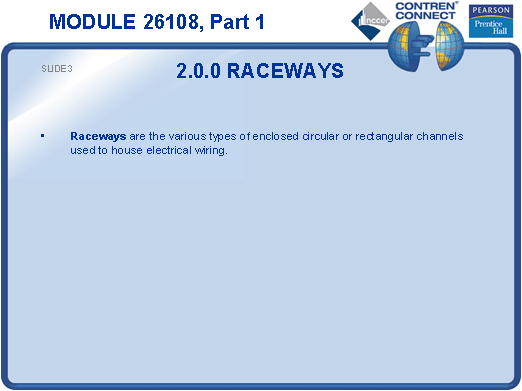 MODULE 26108, Part 1
nccer
CONTREN®
CONNECT
PEARSON
Prentice
Hall
SLIDE 3
2.0.0 RACEWAYS
• Raceways are the various types of enclosed circular or rectangular channels
used to house electrical wiring.